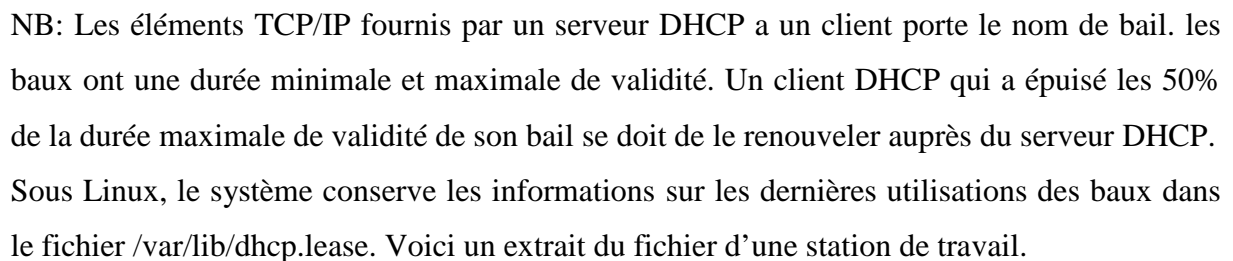 NB: Les éléments TCP/IP fournis par un serveur DHCP a un client porte le nom de bail. les
baux ont une durée minimale et maximale de validité. Un client DHCP qui a épuisé les 50%
de la durée maximale de validité de son bail se doit de le renouveler auprès du serveur DHCP.
Sous Linux, le système conserve les informations sur les dernières utilisations des baux dans
le fichier /var/lib/dhcp.lease. Voici un extrait du fichier d’une station de travail.